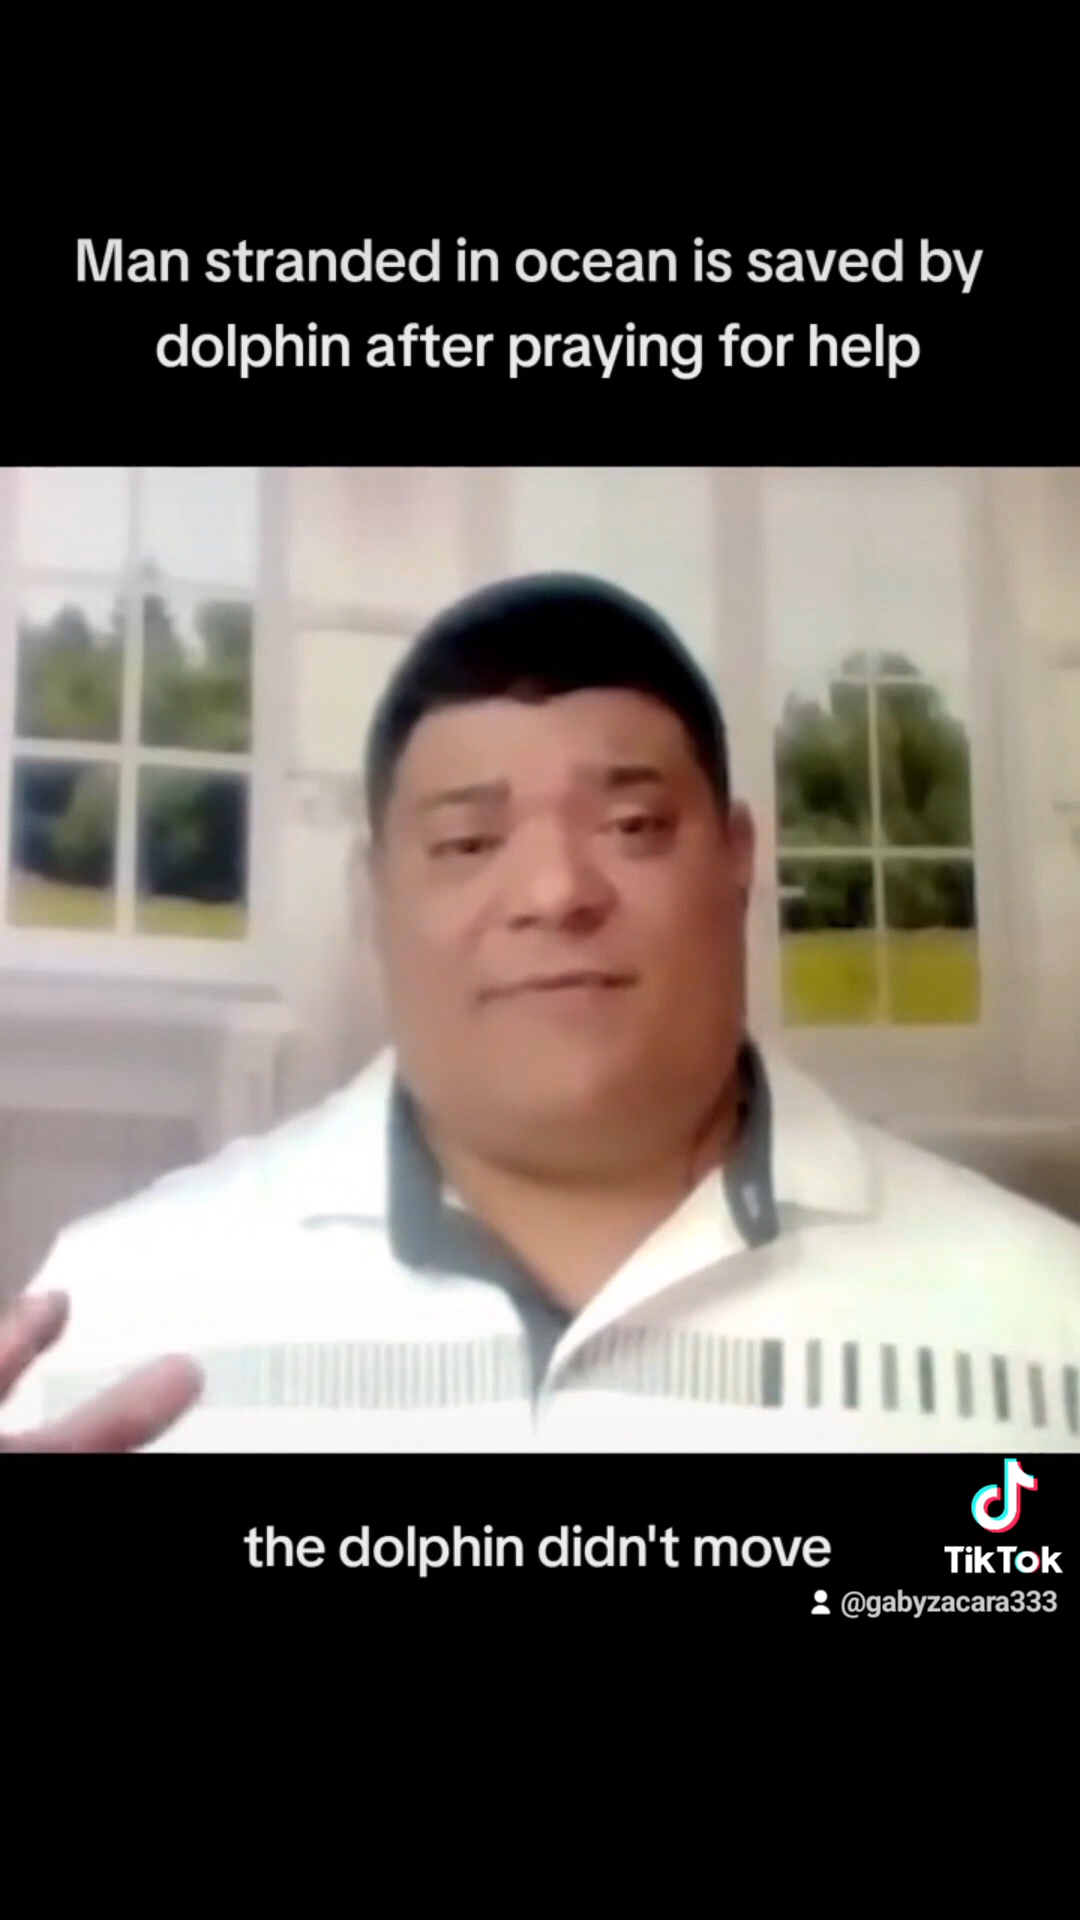 Man stranded in ocean is saved by
dolphin after praying for help
the dolphin didn't move
TikTok
@gabyzacara333